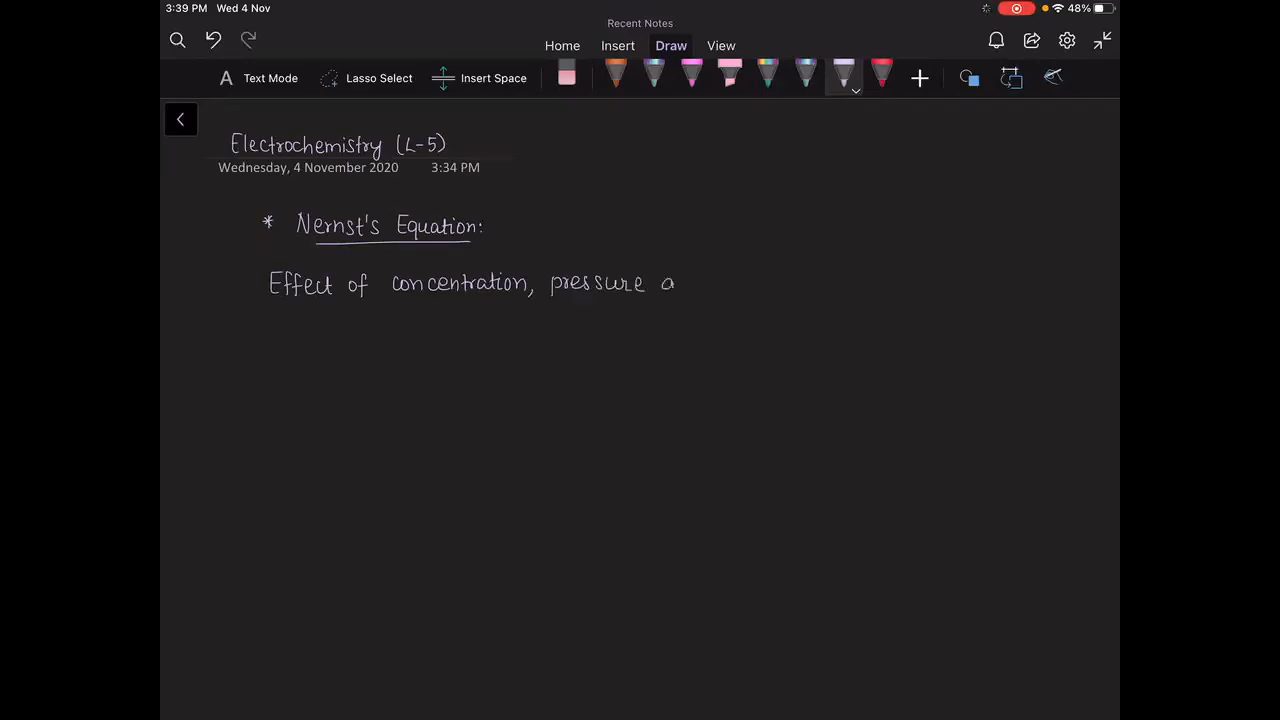 3:39 PM Wed 4 Nov
48%
Recent Notes
Home Insert Draw View
A Text Mode Lasso Select Insert Space
Electrochemistry (L-5)
Wednesday, 4 November 2020 3:34 PM
* Nernst's Equation:
Effect of concentration, pressure a